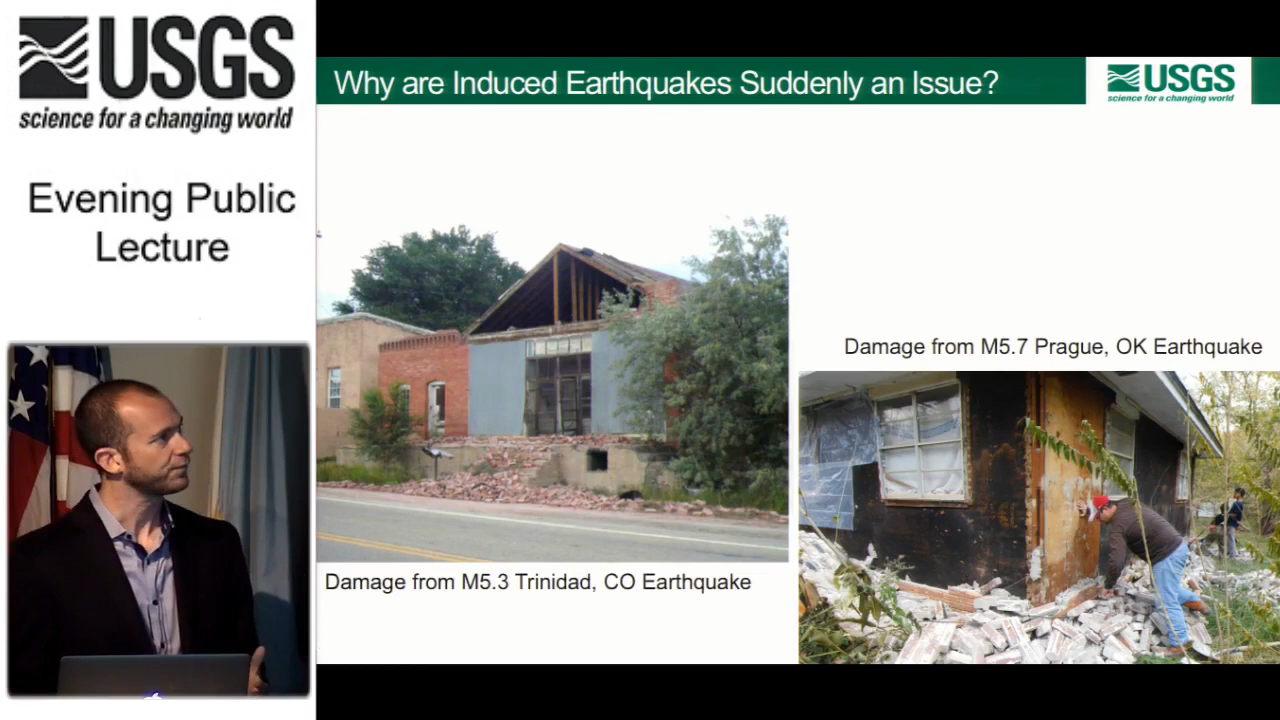 USGS
science for a changing world
Evening Public
Lecture
Why are Induced Earthquakes Suddenly an Issue?
USGS
science for a changing world
Damage from M5.7 Prague, OK Earthquake
Damage from M5.3 Trinidad, CO Earthquake